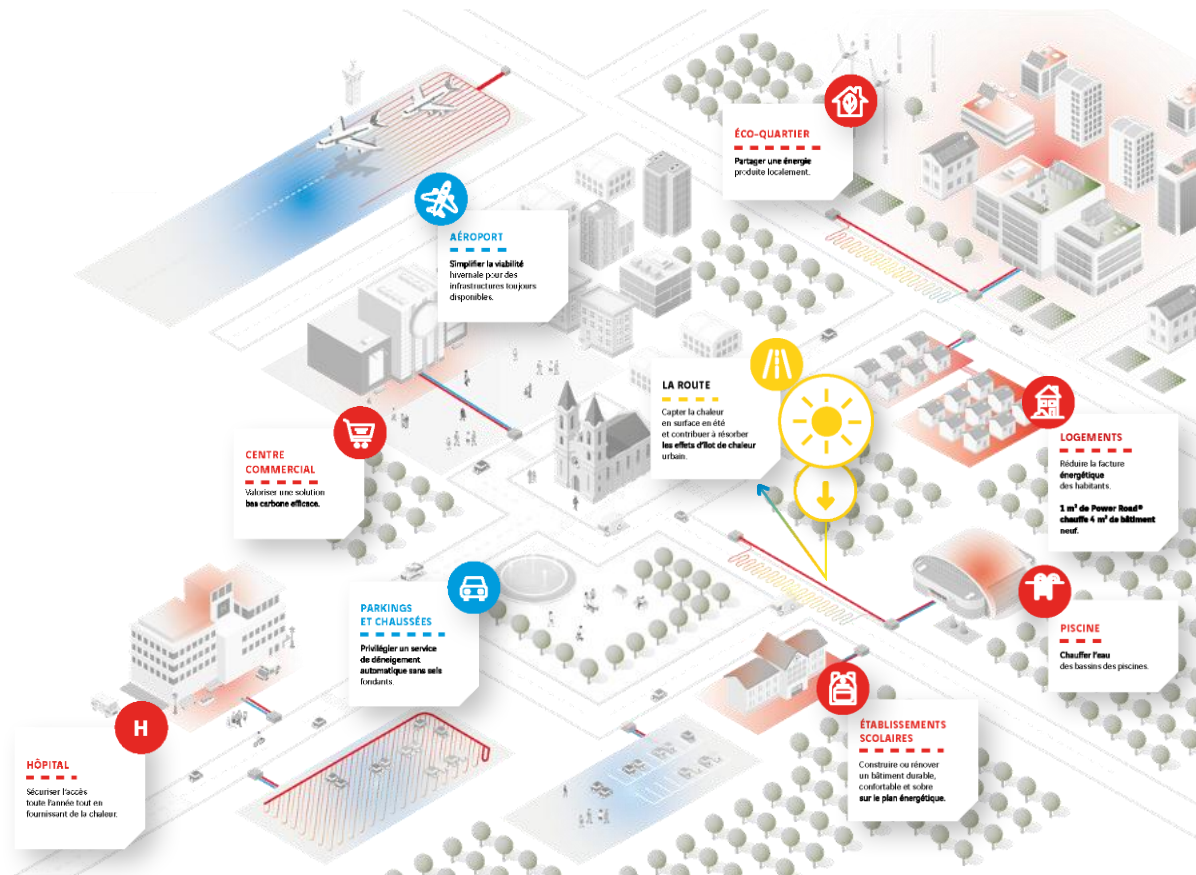 ÉCO-QUARTIER
Partager une énergie
produite localement.
AÉROPORT
Simplifier la viabilité
hivernale pour des
infrastructures toujours
disponibles.
LA ROUTE
Capter la chaleur
en surface en été
et contribuer à résorber
les effets d'îlot de chaleur
urbain.
LOGEMENTS
Réduire la facture
énergétique
des habitants.
1 m² de Power Road®
chauffe 4 m² de bâtiment
neuf.
CENTRE
COMMERCIAL
Valoriser une solution
bas carbone efficace.
PARKINGS
ET CHAUSSÉES
Privilégier un service
de déneigement
automatique sans sels
fondants.
PISCINE
Chauffer l'eau
des bassins des piscines.
H
HÔPITAL
Sécuriser l'accès
toute l'année tout en
fournissant de la chaleur.
ÉTABLISSEMENTS
SCOLAIRES
Construire ou rénover
un bâtiment durable,
confortable et sobre
sur le plan énergétique.